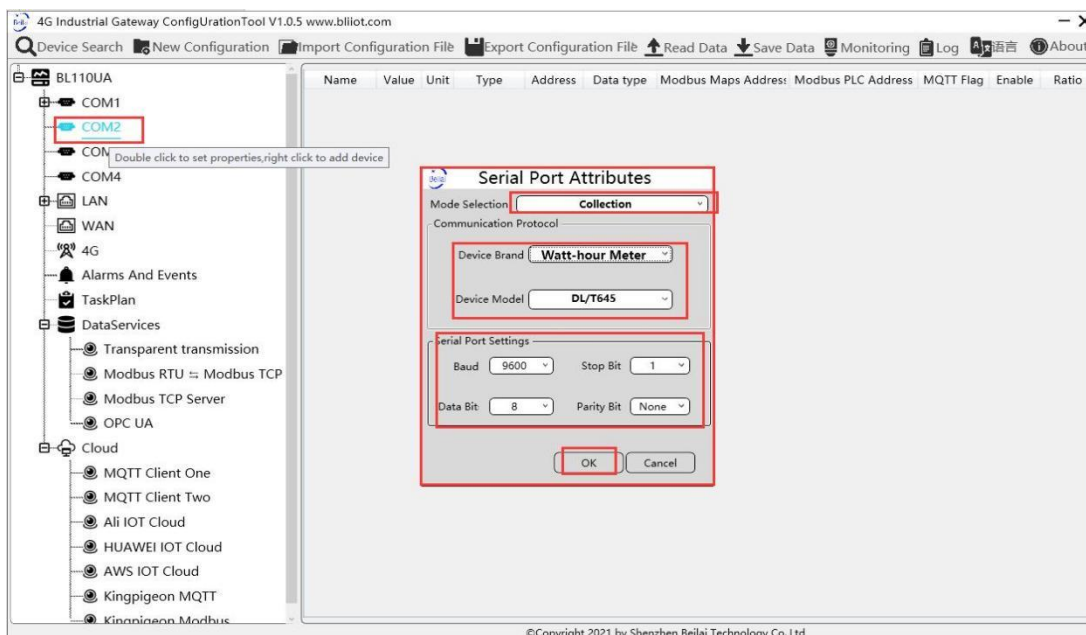 4G Industrial Gateway ConfigUrationTool V1.0.5 www.bliiot.com
Device Search New Configuration Import Configuration File Export Configuration File Read Data Save Data Monitoring Log 语言 About
BL110UA
Name Value Unit Type Address Data type Modbus Maps Address Modbus PLC Address MQTT Flag Enable Ratio
COM1
COM2
COM
Double click to set properties,right click to add device
COM4
LAN
WAN
4G
Alarms And Events
TaskPlan
DataServices
Transparent transmission
Modbus RTU ⇆ Modbus TCP
Modbus TCP Server
OPC UA
Cloud
MQTT Client One
MQTT Client Two
Ali IOT Cloud
HUAWEI IOT Cloud
AWS IOT Cloud
Kingpigeon MQTT
Kingpigeon Modbus
Serial Port Attributes
Mode Selection Collection
Communication Protocol
Device Brand Watt-hour Meter
Device Model DL/T645
Serial Port Settings
Baud 9600 Stop Bit 1
Data Bit 8 Parity Bit None
OK Cancel
©Copyright 2021 by Shenzhen Beilai Technology Co.,Ltd